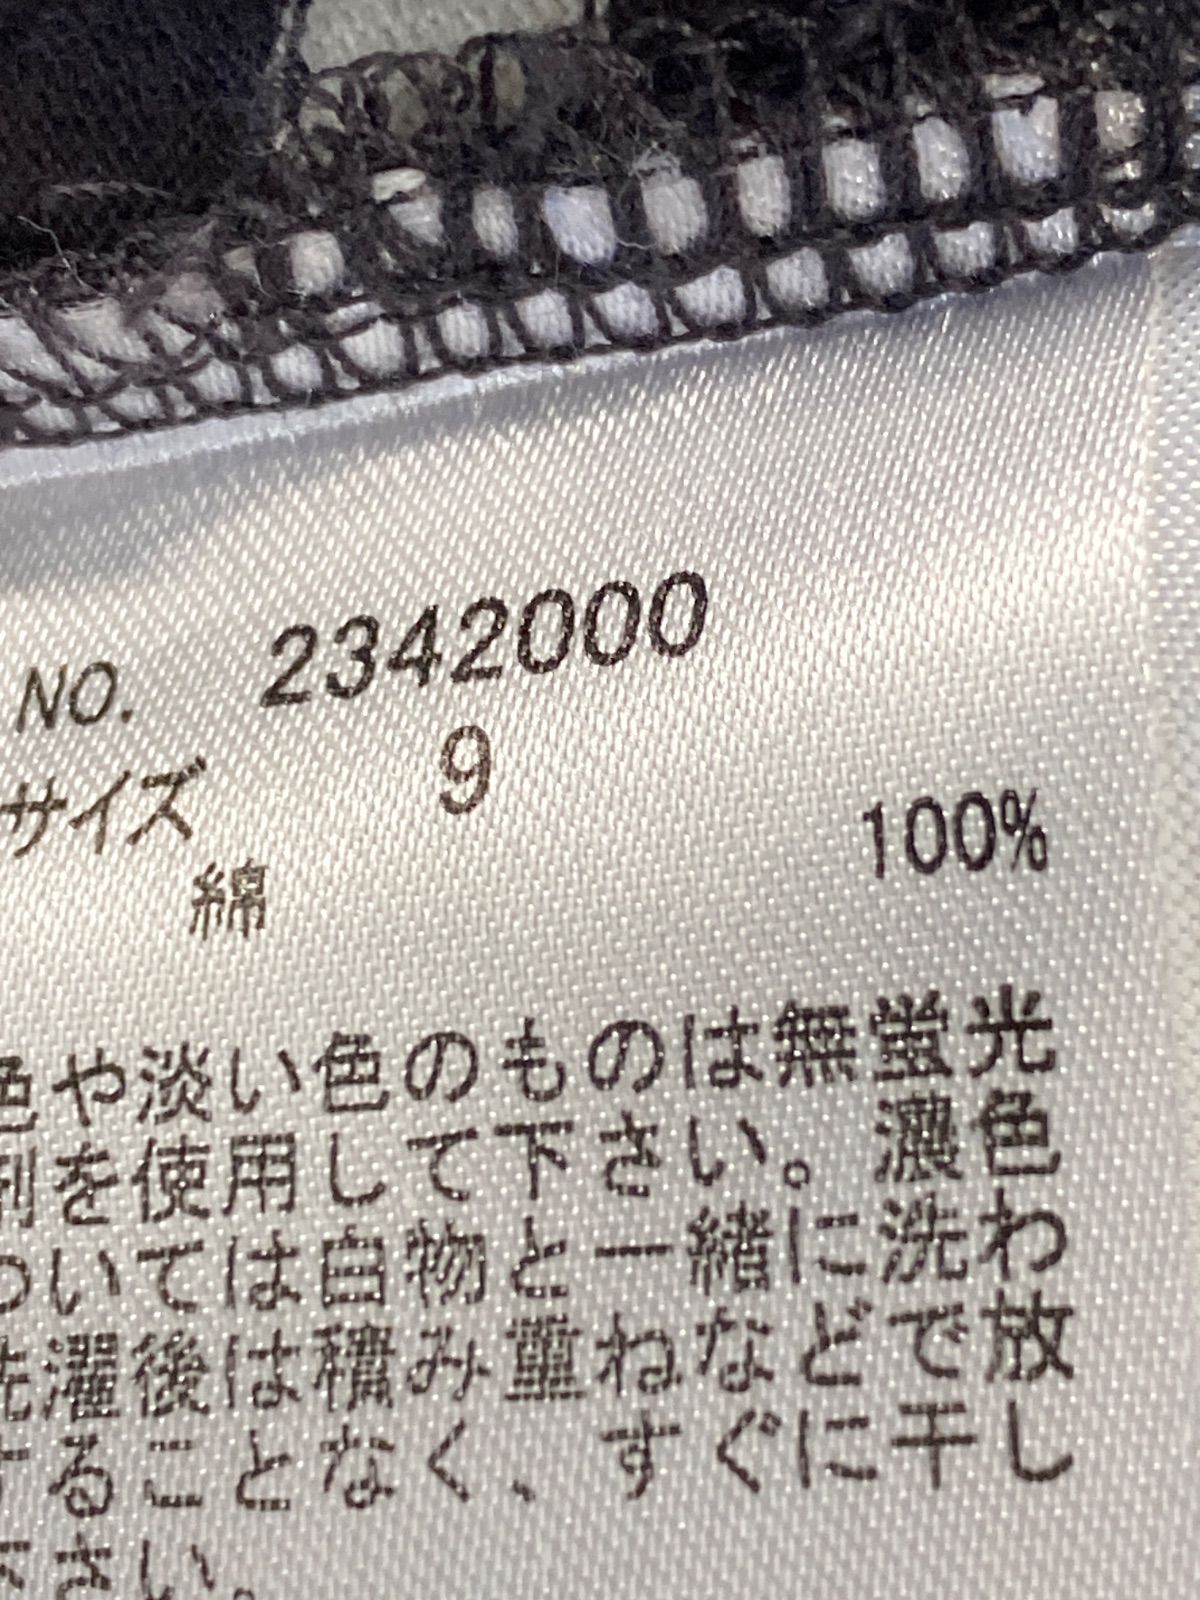 NO. 2342000
サイズ 9
綿 100%
色や淡い色のものは無蛍光
剤を使用して下さい。濃色
ついては白物と一緒に洗わ
洗濯後は積み重ねなどで放
することなく、すぐに干し
下さい。